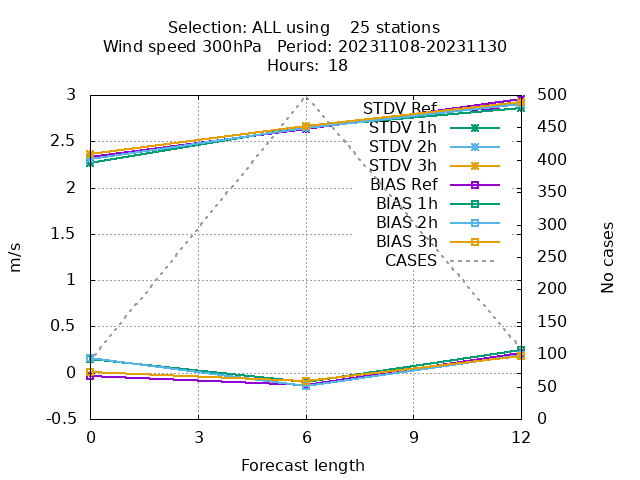 Selection: ALL using 25 stations
Wind speed 300hPa Period: 20231108-20231130
Hours: 18
3
2.5
2
1.5
1
0.5
0
-0.5
m/s
STDV Ref
STDV 1h
STDV 2h
STDV 3h
BIAS Ref
BIAS 1h
BIAS 2h
BIAS 3h
CASES
500
450
400
350
300
250
200
150
100
50
0
No cases
0 3 6 9 12
Forecast length